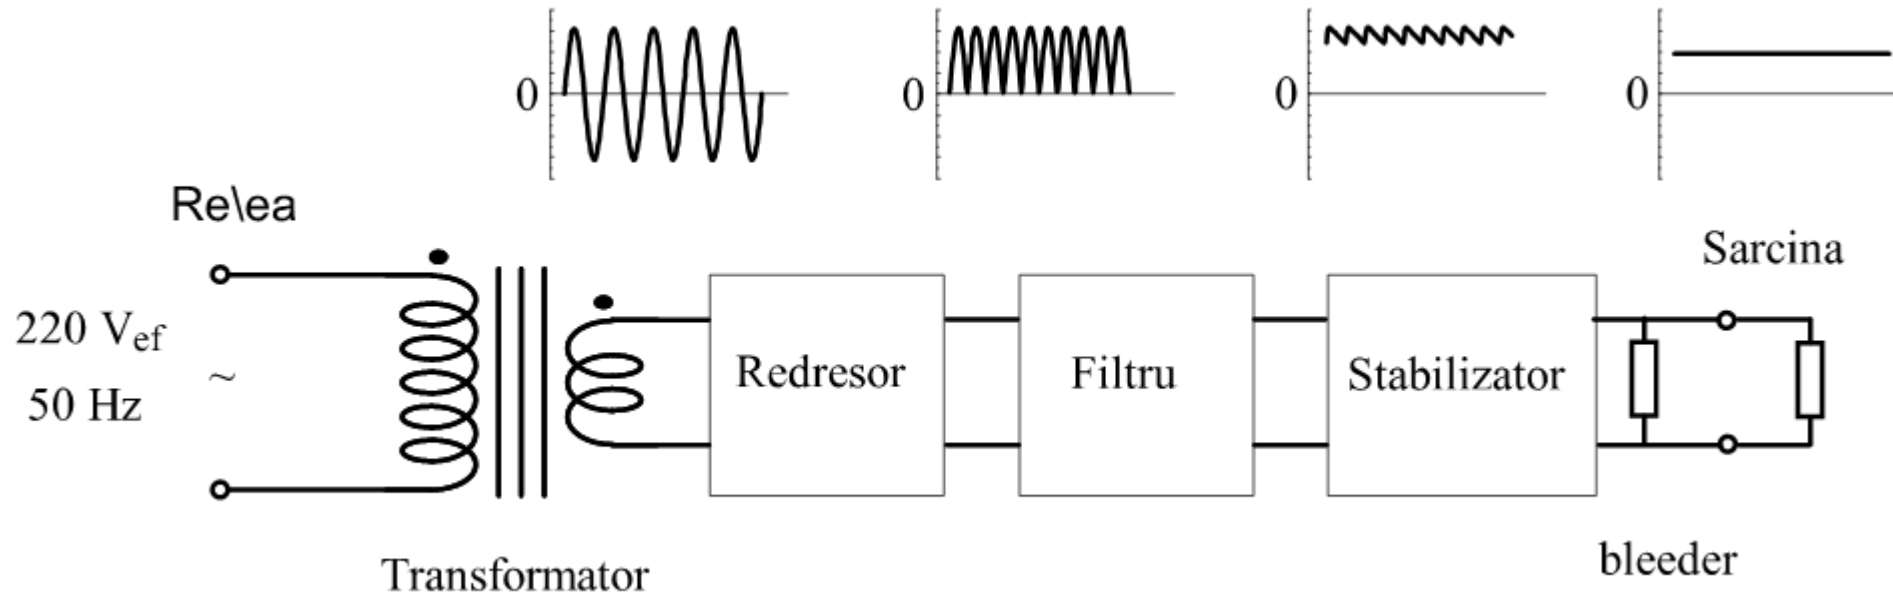 0
0
0
0
Re\ea
Sarcina
220 Vef
~
50 Hz
Redresor
Filtru
Stabilizator
Transformator
bleeder